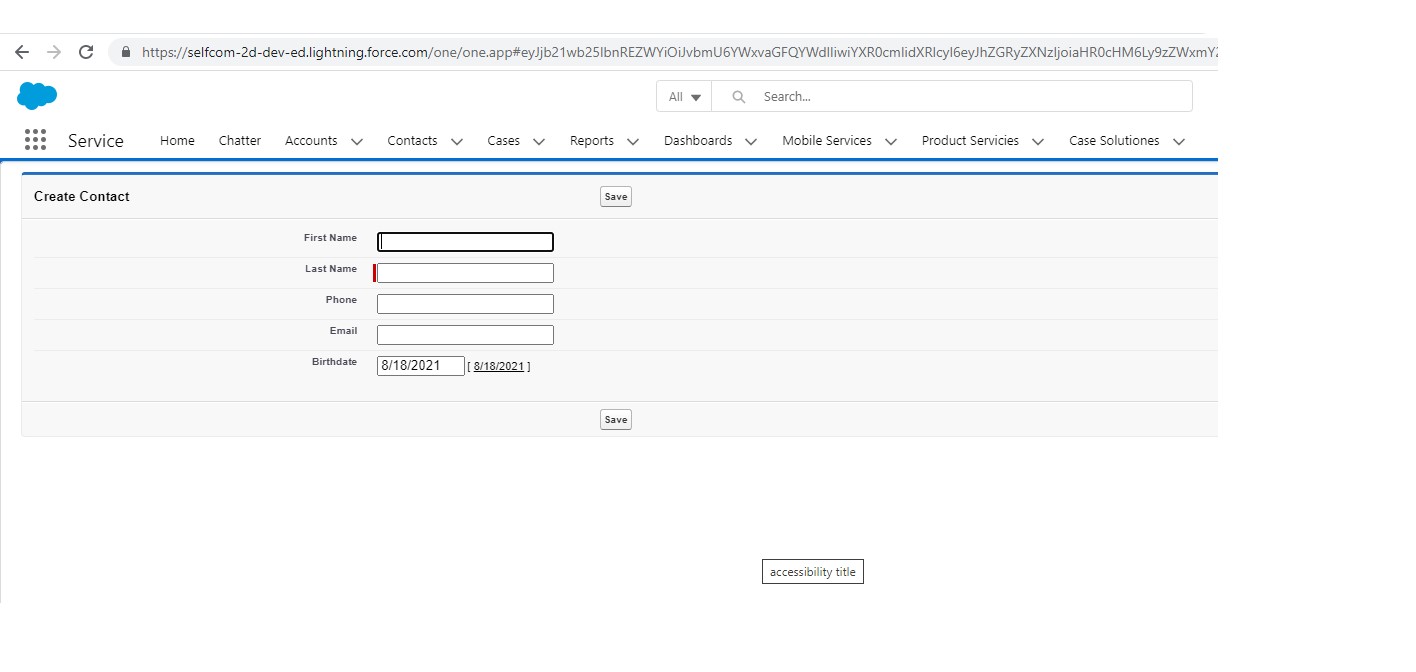 https://selfcom-2d-dev-ed.lightning.force.com/one/one.app#
All Search...
Service Home Chatter Accounts Contacts Cases Reports Dashboards Mobile Services Product Servicies Case Solutiones
Create Contact Save
First Name
Last Name
Phone
Email
Birthdate 8/18/2021 [ 8/18/2021 ]
Save
accessibility title